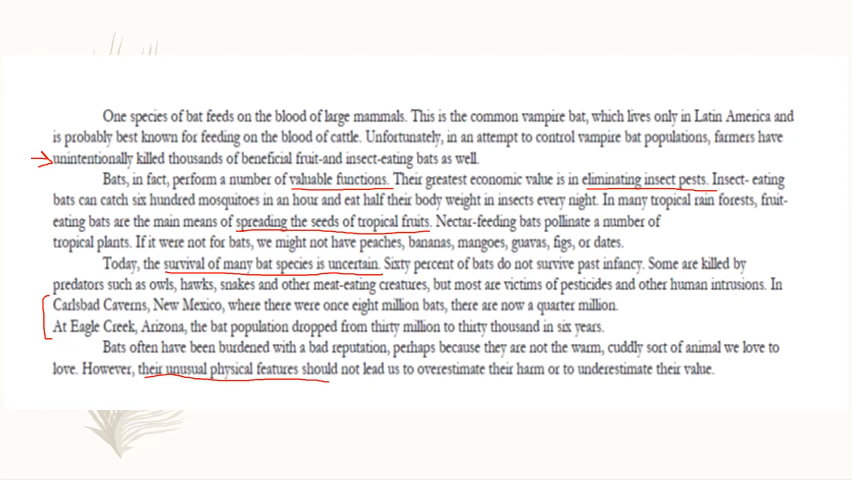 One species of bat feeds on the blood of large mammals. This is the common vampire bat, which lives only in Latin America and
is probably best known for feeding on the blood of cattle. Unfortunately, in an attempt to control vampire bat populations, farmers have
unintentionally killed thousands of beneficial fruit-and insect-eating bats as well.
Bats, in fact, perform a number of valuable functions. Their greatest economic value is in eliminating insect pests. Insect- eating
bats can catch six hundred mosquitoes in an hour and eat half their body weight in insects every night. In many tropical rain forests, fruit-
eating bats are the main means of spreading the seeds of tropical fruits. Nectar-feeding bats pollinate a number of
tropical plants. If it were not for bats, we might not have peaches, bananas, mangoes, guavas, figs, or dates.
Today, the survival of many bat species is uncertain. Sixty percent of bats do not survive past infancy. Some are killed by
predators such as owls, hawks, snakes and other meat-eating creatures, but most are victims of pesticides and other human intrusions. In
Carlsbad Caverns, New Mexico, where there were once eight million bats, there are now a quarter million.
At Eagle Creek, Arizona, the bat population dropped from thirty million to thirty thousand in six years.
Bats often have been burdened with a bad reputation, perhaps because they are not the warm, cuddly sort of animal we love to
love. However, their unusual physical features should not lead us to overestimate their harm or to underestimate their value.